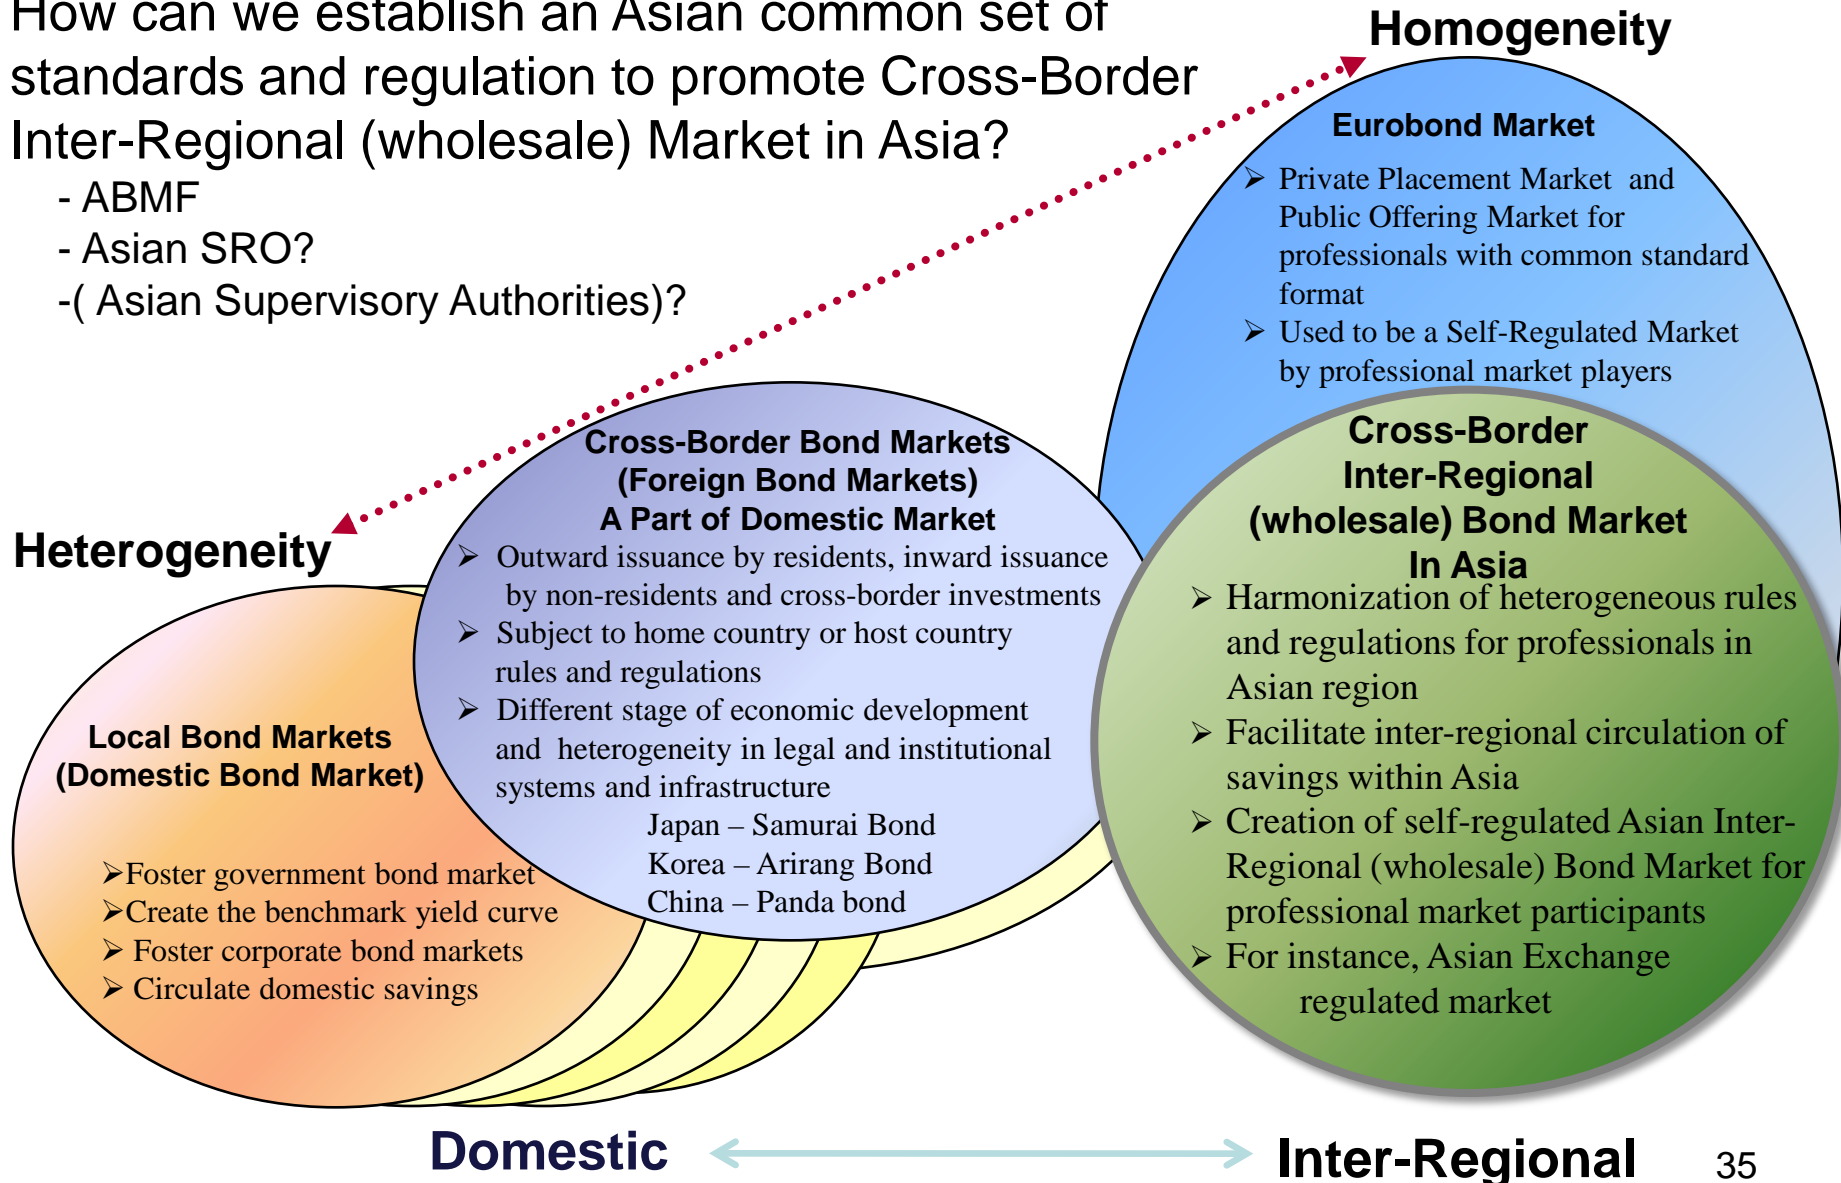 How can we establish an Asian common set of
standards and regulation to promote Cross-Border
Inter-Regional (wholesale) Market in Asia?
- ABMF
- Asian SRO?
-( Asian Supervisory Authorities)?
Homogeneity
Eurobond Market
➢ Private Placement Market and
Public Offering Market for
professionals with common standard
format
➢ Used to be a Self-Regulated Market
by professional market players
Cross-Border Bond Markets
(Foreign Bond Markets)
A Part of Domestic Market
➢ Outward issuance by residents, inward issuance
by non-residents and cross-border investments
➢ Subject to home country or host country
rules and regulations
➢ Different stage of economic development
and heterogeneity in legal and institutional
systems and infrastructure
Japan – Samurai Bond
Korea – Arirang Bond
China – Panda bond
Cross-Border
Inter-Regional
(wholesale) Bond Market
In Asia
➢ Harmonization of heterogeneous rules
and regulations for professionals in
Asian region
➢ Facilitate inter-regional circulation of
savings within Asia
➢ Creation of self-regulated Asian Inter-
Regional (wholesale) Bond Market for
professional market participants
➢ For instance, Asian Exchange
regulated market
Heterogeneity
Local Bond Markets
(Domestic Bond Market)
➢Foster government bond market
➢Create the benchmark yield curve
➢ Foster corporate bond markets
➢ Circulate domestic savings
Domestic
Inter-Regional
35